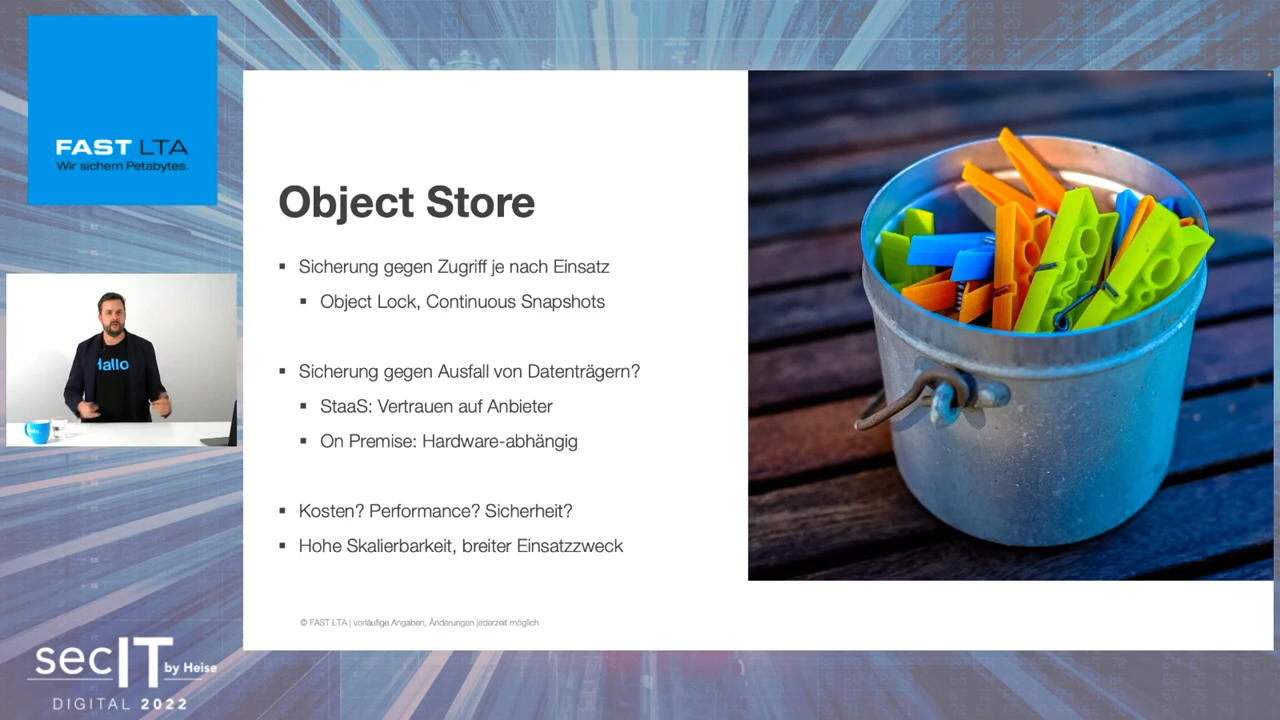 FAST LTA
Wir sichern Petabytes.
Object Store
▪ Sicherung gegen Zugriff je nach Einsatz
▪ Object Lock, Continuous Snapshots
▪ Sicherung gegen Ausfall von Datenträgern?
▪ StaaS: Vertrauen auf Anbieter
▪ On Premise: Hardware-abhängig
▪ Kosten? Performance? Sicherheit?
▪ Hohe Skalierbarkeit, breiter Einsatzzweck
© FAST LTA | vorläufige Angaben, Änderungen jederzeit möglich
Hallo
secIT by Heise
DIGITAL 2022